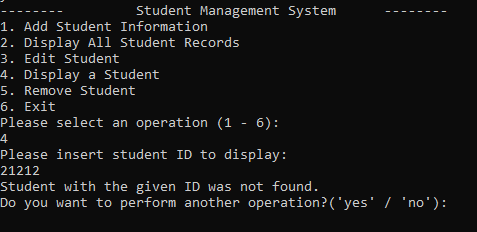 --------         Student Management System      --------
1. Add Student Information
2. Display All Student Records
3. Edit Student
4. Display a Student
5. Remove Student
6. Exit
Please select an operation (1 - 6):
4
Please insert student ID to display:
21212
Student with the given ID was not found.
Do you want to perform another operation?('yes' / 'no'):